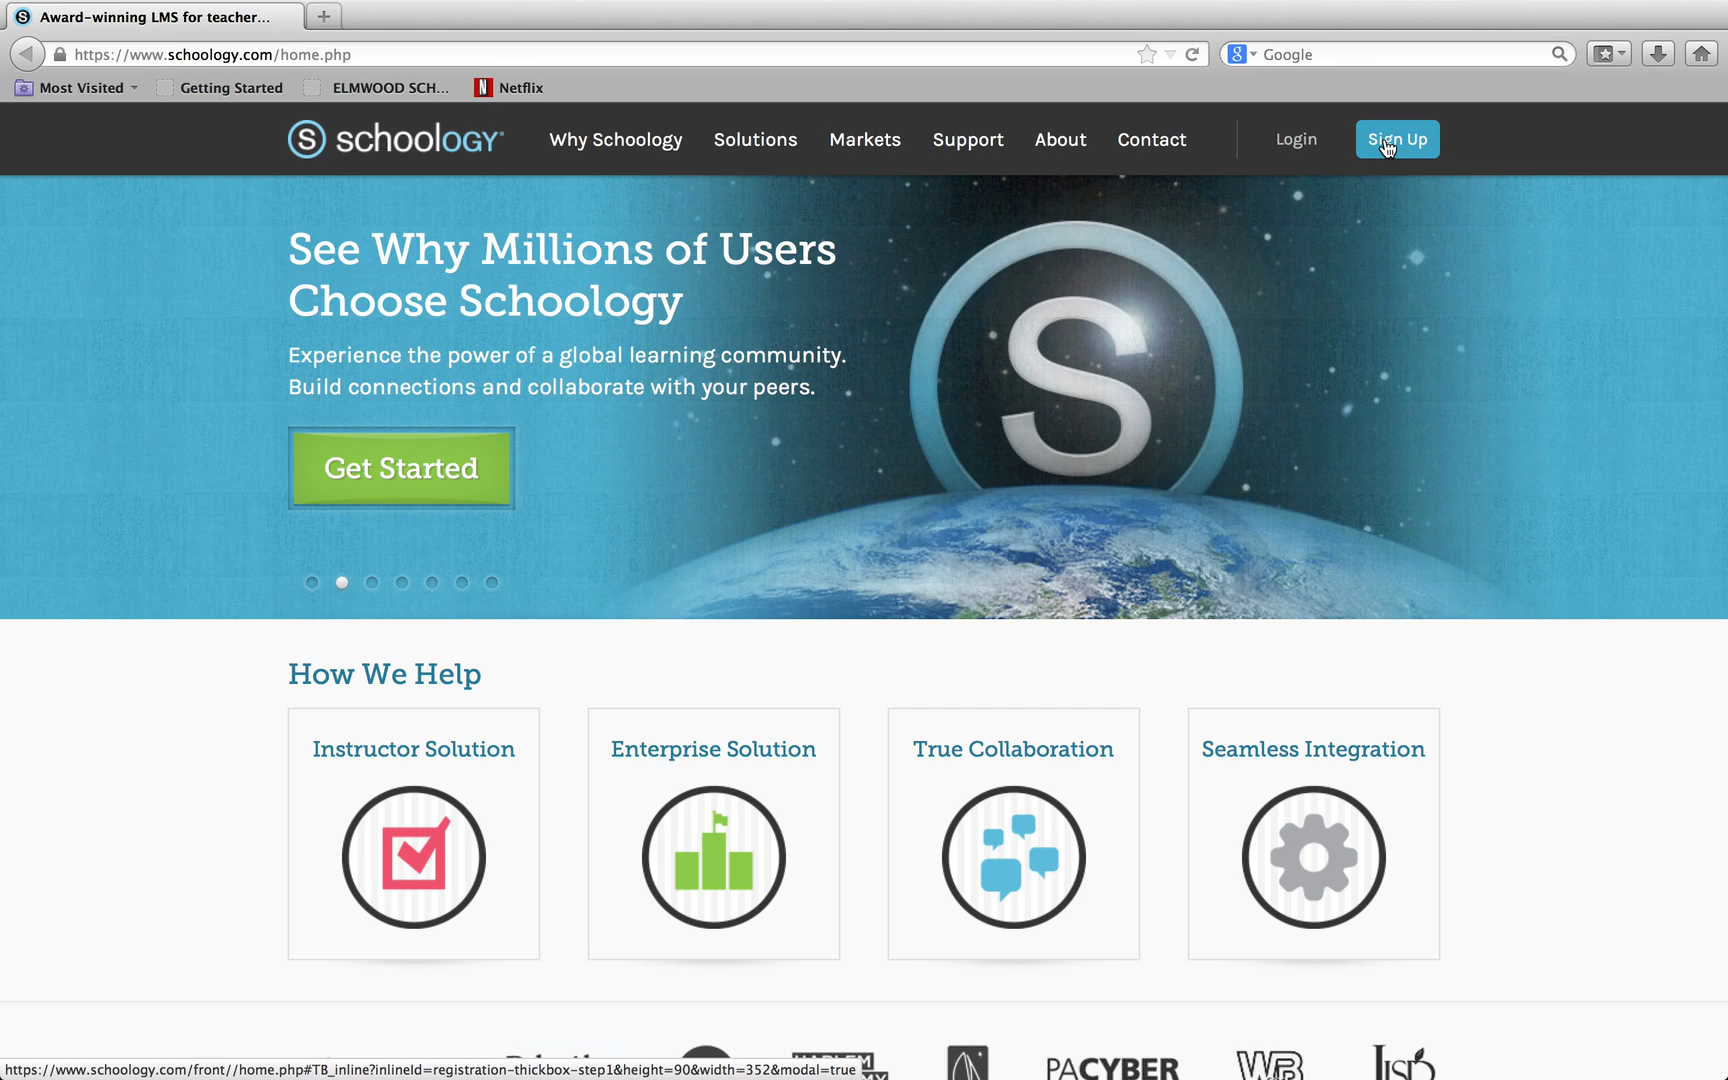 Award-winning LMS for teacher...
https://www.schoology.com/home.php
Google
Most Visited
Getting Started
ELMWOOD SCH...
Netflix
schoology
Why Schoology
Solutions
Markets
Support
About
Contact
Login
Sign Up
See Why Millions of Users
Choose Schoology
Experience the power of a global learning community.
Build connections and collaborate with your peers.
Get Started
How We Help
Instructor Solution
Enterprise Solution
True Collaboration
Seamless Integration
PACYBER
https://www.schoology.com/front//home.php#TB_inline?inlineId=registration-thickbox-step1&height=90&width=352&modal=true